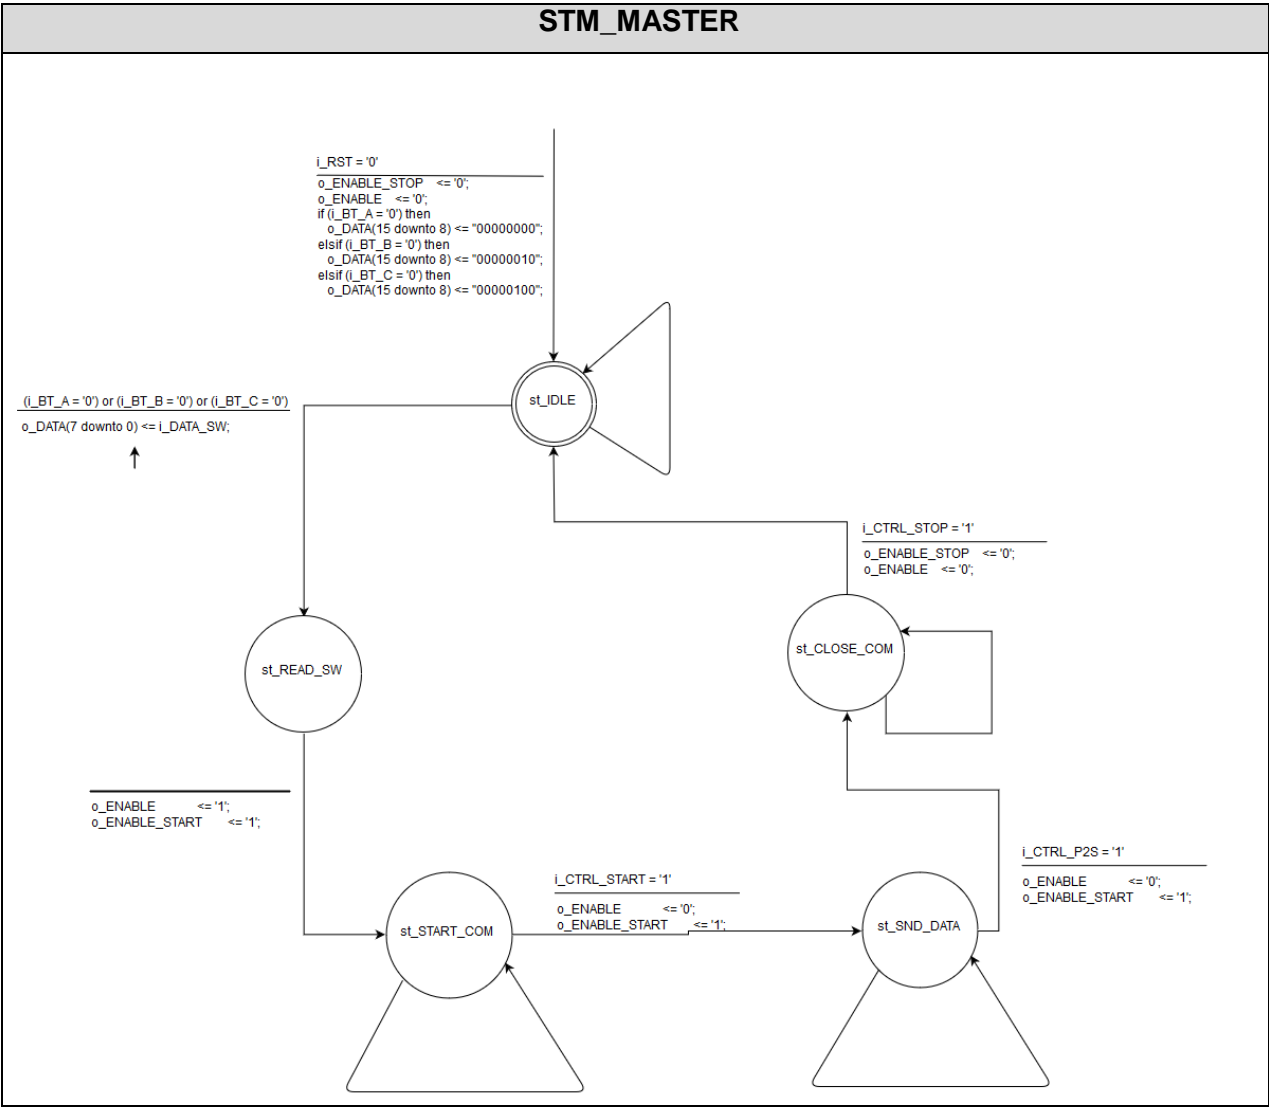 STM_MASTER
i_RST = '0'
o_ENABLE_STOP <= '0';
o_ENABLE <= '0';
if (i_BT_A = '0') then
o_DATA(15 downto 8) <= "00000000";
elsif (i_BT_B = '0') then
o_DATA(15 downto 8) <= "00000010";
elsif (i_BT_C = '0') then
o_DATA(15 downto 8) <= "00000100";
st_IDLE
(i_BT_A = '0') or (i_BT_B = '0') or (i_BT_C = '0')
o_DATA(7 downto 0) <= i_DATA_SW;
i_CTRL_STOP = '1'
o_ENABLE_STOP <= '0';
o_ENABLE <= '0';
st_CLOSE_COM
st_READ_SW
o_ENABLE <= '1';
o_ENABLE_START <= '1';
i_CTRL_P2S = '1'
o_ENABLE <= '0';
o_ENABLE_START <= '1';
i_CTRL_START = '1'
o_ENABLE <= '0';
o_ENABLE_START <= '1';
st_START_COM
st_SND_DATA